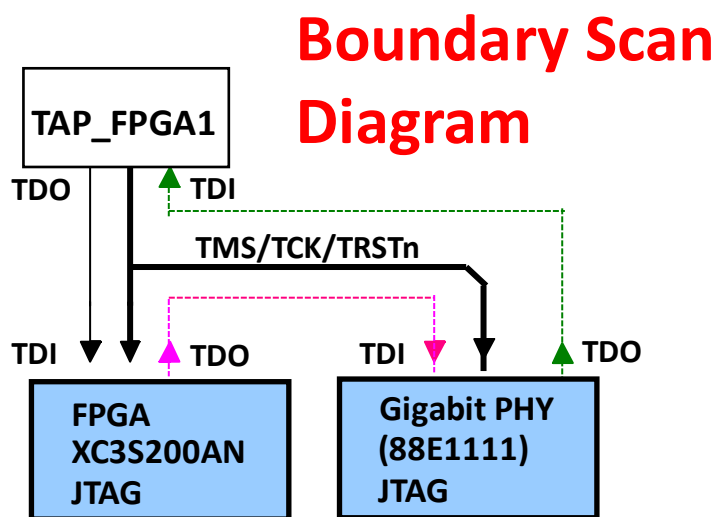 Boundary Scan
Diagram
TAP_FPGA1
TDO
TDI
TMS/TCK/TRSTn
TDI
TDO
TDI
TDO
FPGA
XC3S200AN
JTAG
Gigabit PHY
(88E1111)
JTAG